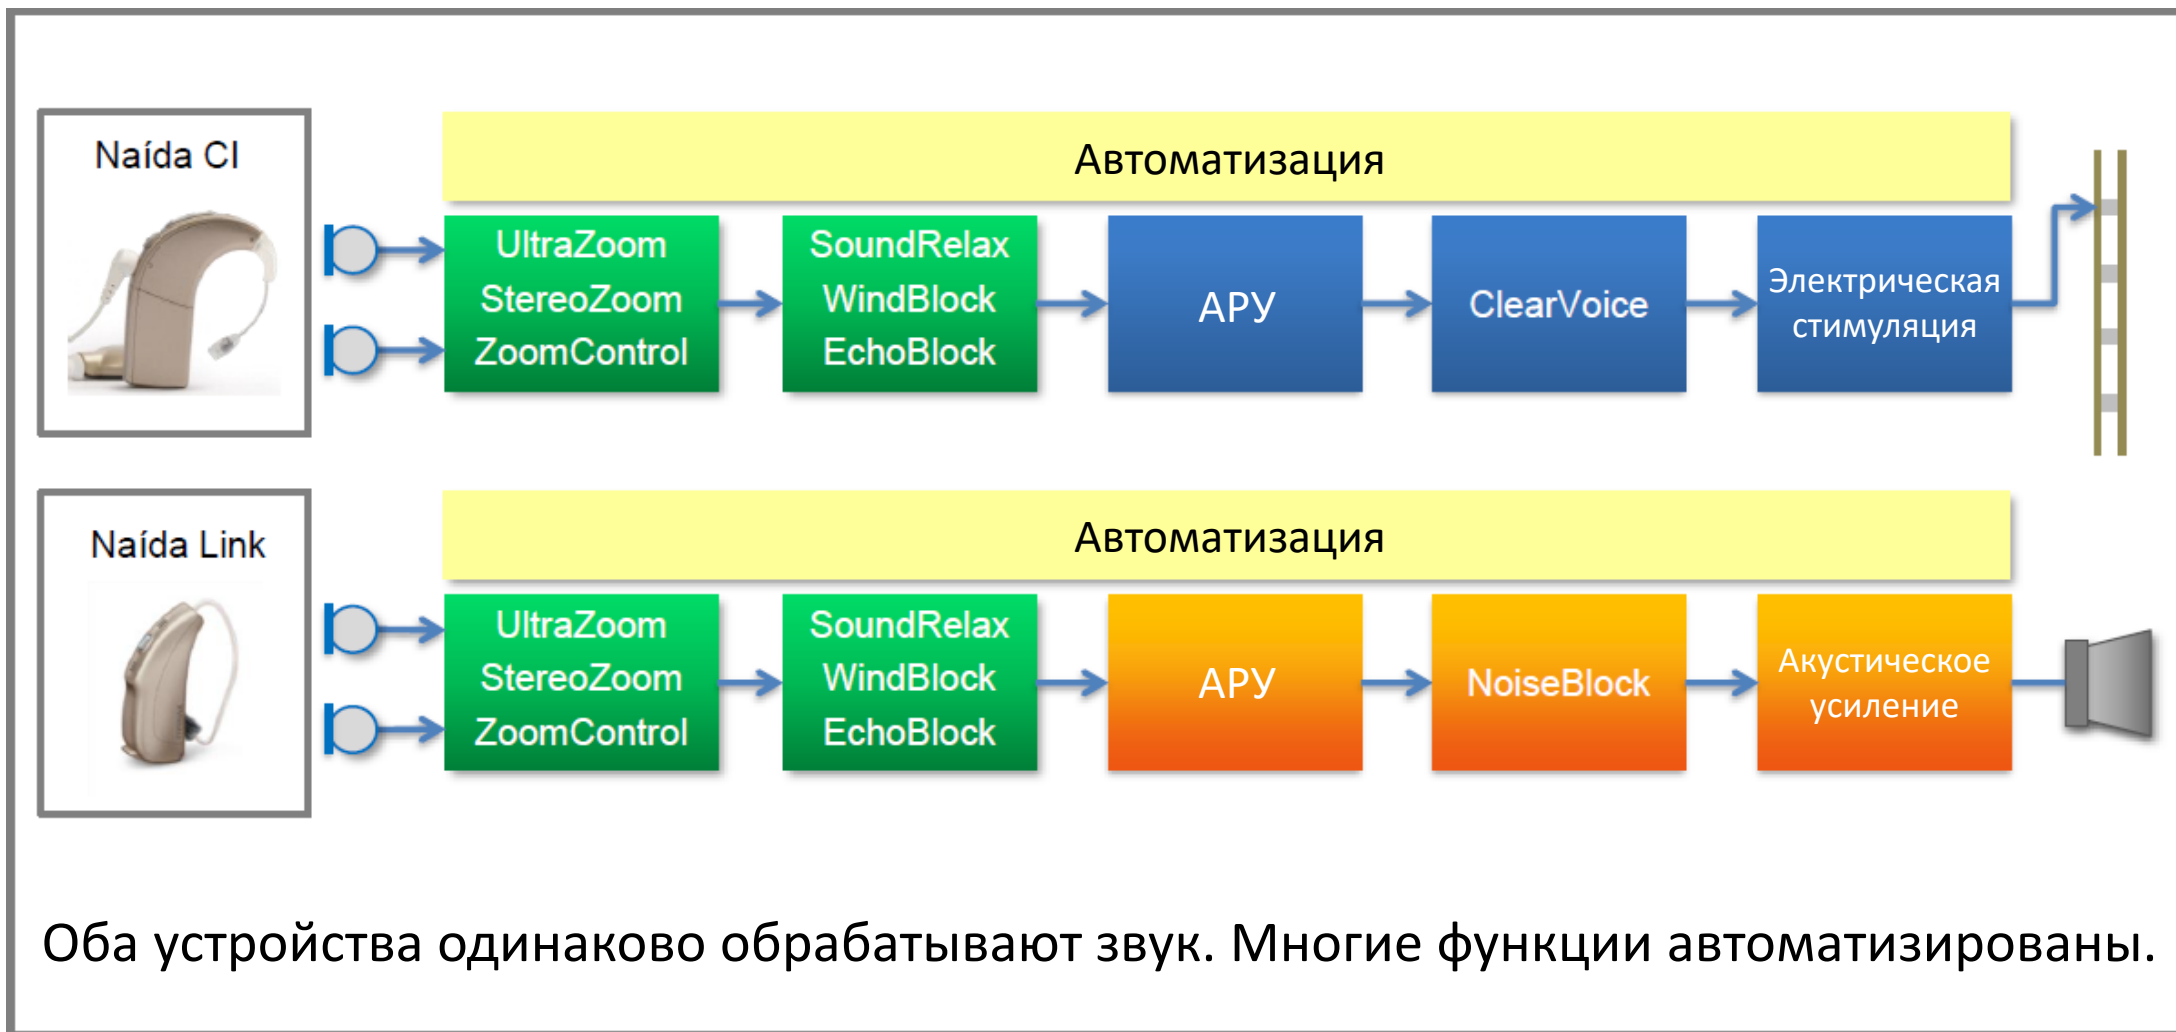 Naída CI
Автоматизация
UltraZoom
StereoZoom
ZoomControl
SoundRelax
WindBlock
EchoBlock
АРУ
ClearVoice
Электрическая
стимуляция
Naída Link
Автоматизация
UltraZoom
StereoZoom
ZoomControl
SoundRelax
WindBlock
EchoBlock
АРУ
NoiseBlock
Акустическое
усиление
Оба устройства одинаково обрабатывают звук. Многие функции автоматизированы.